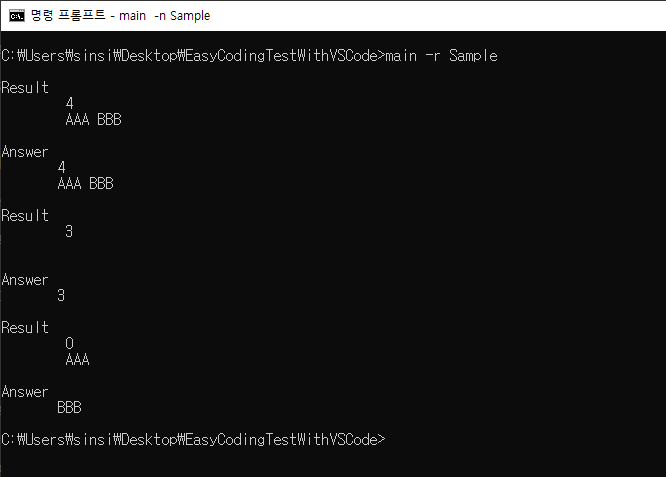 명령 프롬프트 - main -n Sample
C:\Users\sinsi\Desktop\EasyCodingTestWithVSCode>main -r Sample
Result
4
AAA BBB
Answer
4
AAA BBB
Result
3
Answer
3
Result
0
AAA
Answer
BBB
C:\Users\sinsi\Desktop\EasyCodingTestWithVSCode>